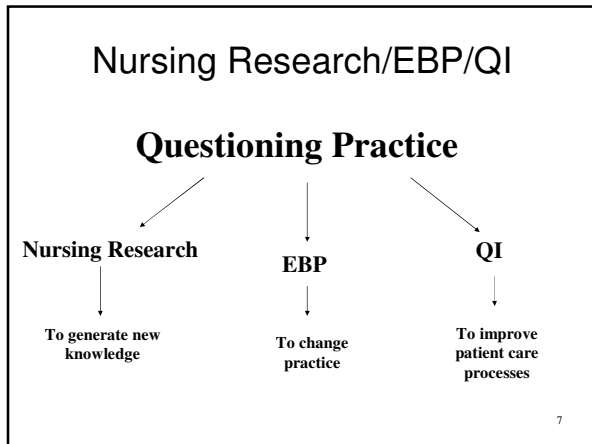 Nursing Research/EBP/QI
Questioning Practice
Nursing Research
EBP
QI
To generate new
knowledge
To change
practice
To improve
patient care
processes
7